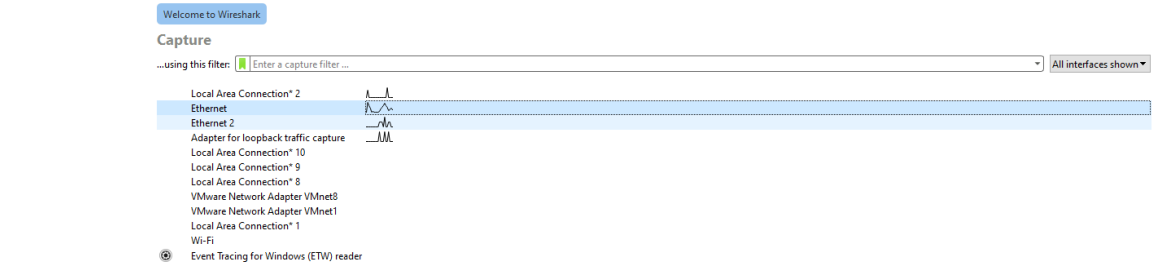 Welcome to Wireshark
Capture
...using this filter: Enter a capture filter ... All interfaces shown
Local Area Connection* 2
Ethernet
Ethernet 2
Adapter for loopback traffic capture
Local Area Connection* 10
Local Area Connection* 9
Local Area Connection* 8
VMware Network Adapter VMnet8
VMware Network Adapter VMnet1
Local Area Connection* 1
Wi-Fi
Event Tracing for Windows (ETW) reader